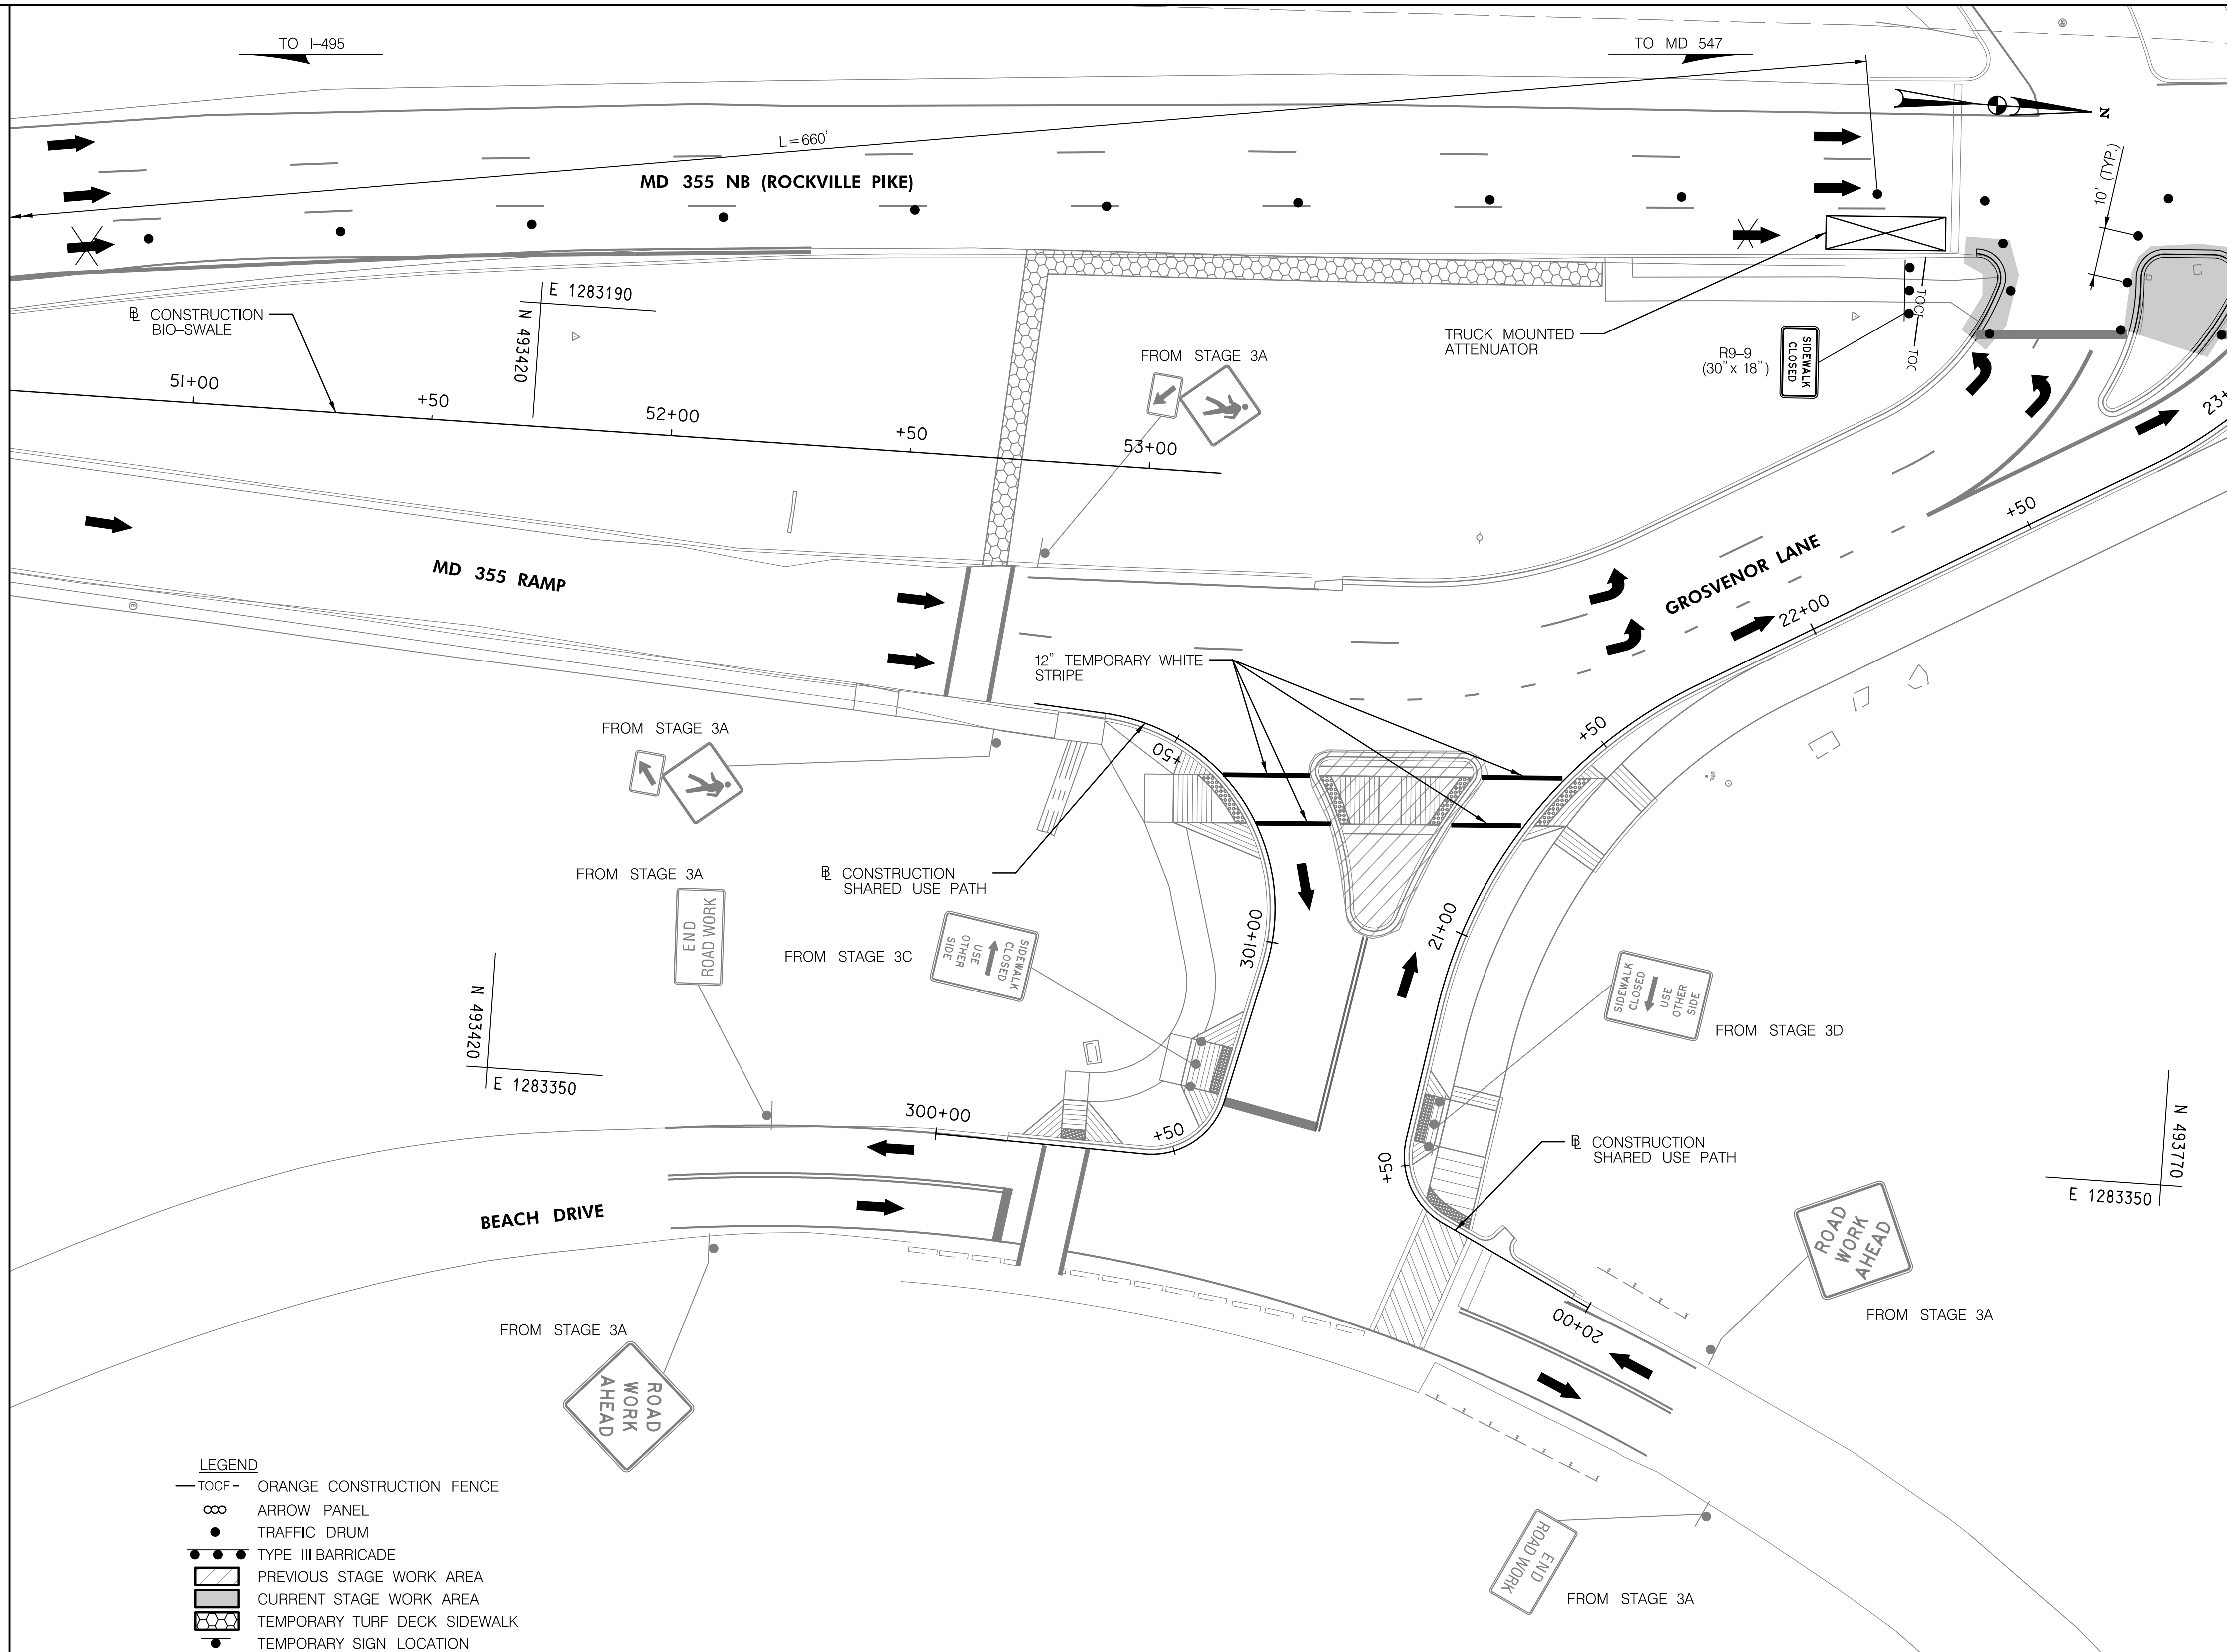 TO I-495
TO MD 547
N
L=660'
MD 355 NB (ROCKVILLE PIKE)
10' (TYP.)
E 1283190
N 493420
℄ CONSTRUCTION
BIO-SWALE
TOCF
TOC
TRUCK MOUNTED
ATTENUATOR
R9-9
(30" x 18")
SIDEWALK
CLOSED
FROM STAGE 3A
51+00
+50
52+00
+50
53+00
23+
+50
MD 355 RAMP
GROSVENOR LANE
22+00
12" TEMPORARY WHITE
STRIPE
FROM STAGE 3A
+50
+50
FROM STAGE 3A
END
ROAD WORK
℄ CONSTRUCTION
SHARED USE PATH
FROM STAGE 3C
SIDEWALK
CLOSED
USE
OTHER
SIDE
301+00
21+00
SIDEWALK
CLOSED
USE
OTHER
SIDE
FROM STAGE 3D
N 493420
E 1283350
300+00
+50
+50
℄ CONSTRUCTION
SHARED USE PATH
N 493770
E 1283350
BEACH DRIVE
ROAD
WORK
AHEAD
FROM STAGE 3A
20+00
FROM STAGE 3A
ROAD
WORK
AHEAD
END
ROAD WORK
FROM STAGE 3A
LEGEND
TOCF - ORANGE CONSTRUCTION FENCE
ARROW PANEL
TRAFFIC DRUM
TYPE III BARRICADE
PREVIOUS STAGE WORK AREA
CURRENT STAGE WORK AREA
TEMPORARY TURF DECK SIDEWALK
TEMPORARY SIGN LOCATION